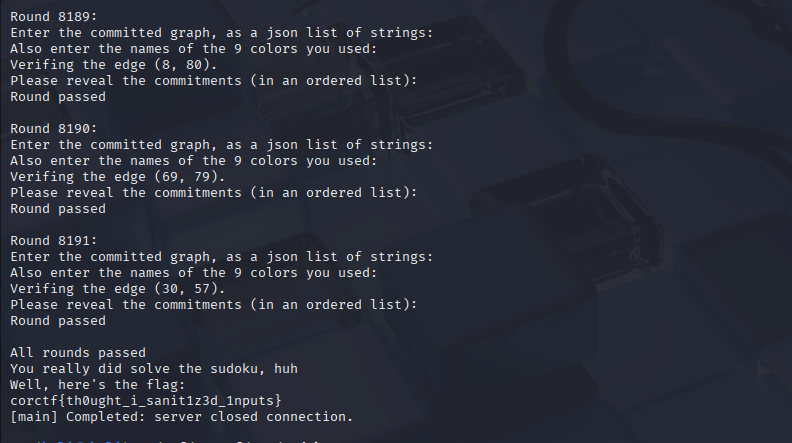 Round 8189:
Enter the committed graph, as a json list of strings:
Also enter the names of the 9 colors you used:
Verifing the edge (8, 80).
Please reveal the commitments (in an ordered list):
Round passed
Round 8190:
Enter the committed graph, as a json list of strings:
Also enter the names of the 9 colors you used:
Verifing the edge (69, 79).
Please reveal the commitments (in an ordered list):
Round passed
Round 8191:
Enter the committed graph, as a json list of strings:
Also enter the names of the 9 colors you used:
Verifing the edge (30, 57).
Please reveal the commitments (in an ordered list):
Round passed
All rounds passed
You really did solve the sudoku, huh
Well, here's the flag:
corctf{th0ught_i_sanit1z3d_1nputs}
[main] Completed: server closed connection.